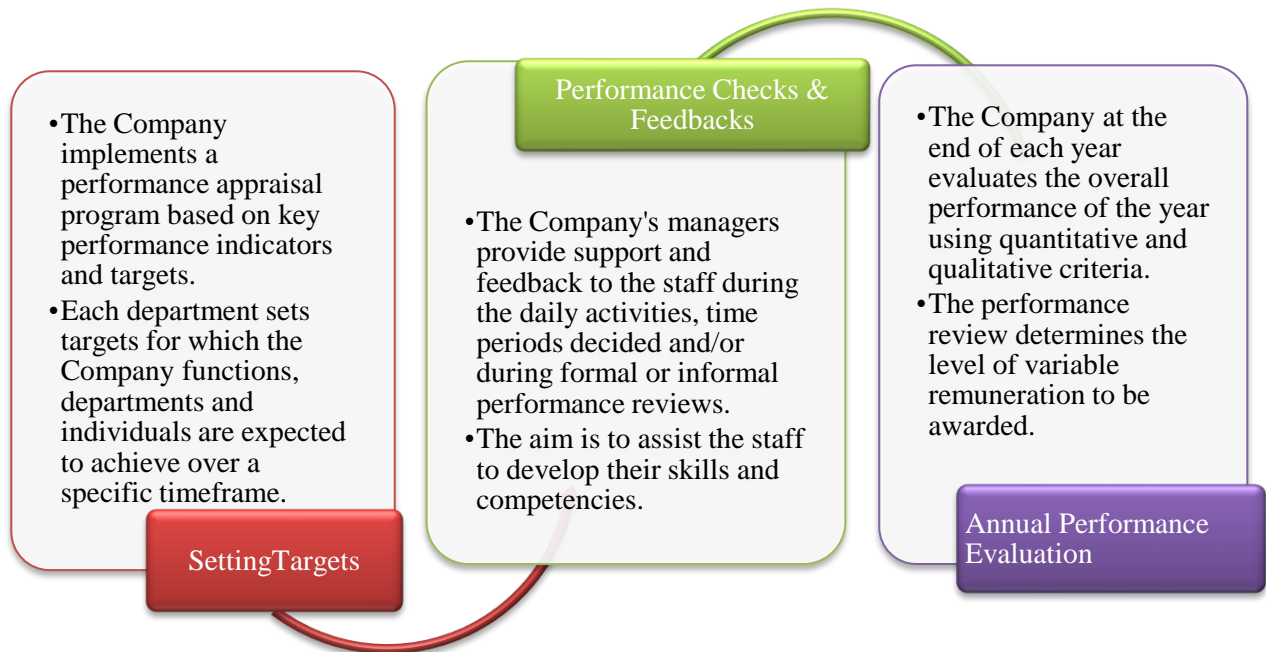 •The Company
implements a
performance appraisal
program based on key
performance indicators
and targets.
•Each department sets
targets for which the
Company functions,
departments and
individuals are expected
to achieve over a
specific timeframe.
SettingTargets
Performance Checks &
Feedbacks
•The Company's managers
provide support and
feedback to the staff during
the daily activities, time
periods decided and/or
during formal or informal
performance reviews.
•The aim is to assist the staff
to develop their skills and
competencies.
•The Company at the
end of each year
evaluates the overall
performance of the year
using quantitative and
qualitative criteria.
•The performance
review determines the
level of variable
remuneration to be
awarded.
Annual Performance
Evaluation